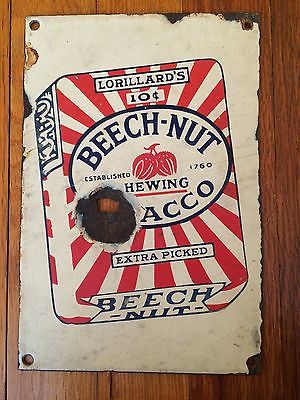 LORILLARD'S
10¢
BEECH-NUT
ESTABLISHED 1760
HEWING
ACCO
EXTRA PICKED
BEECH
-NUT-